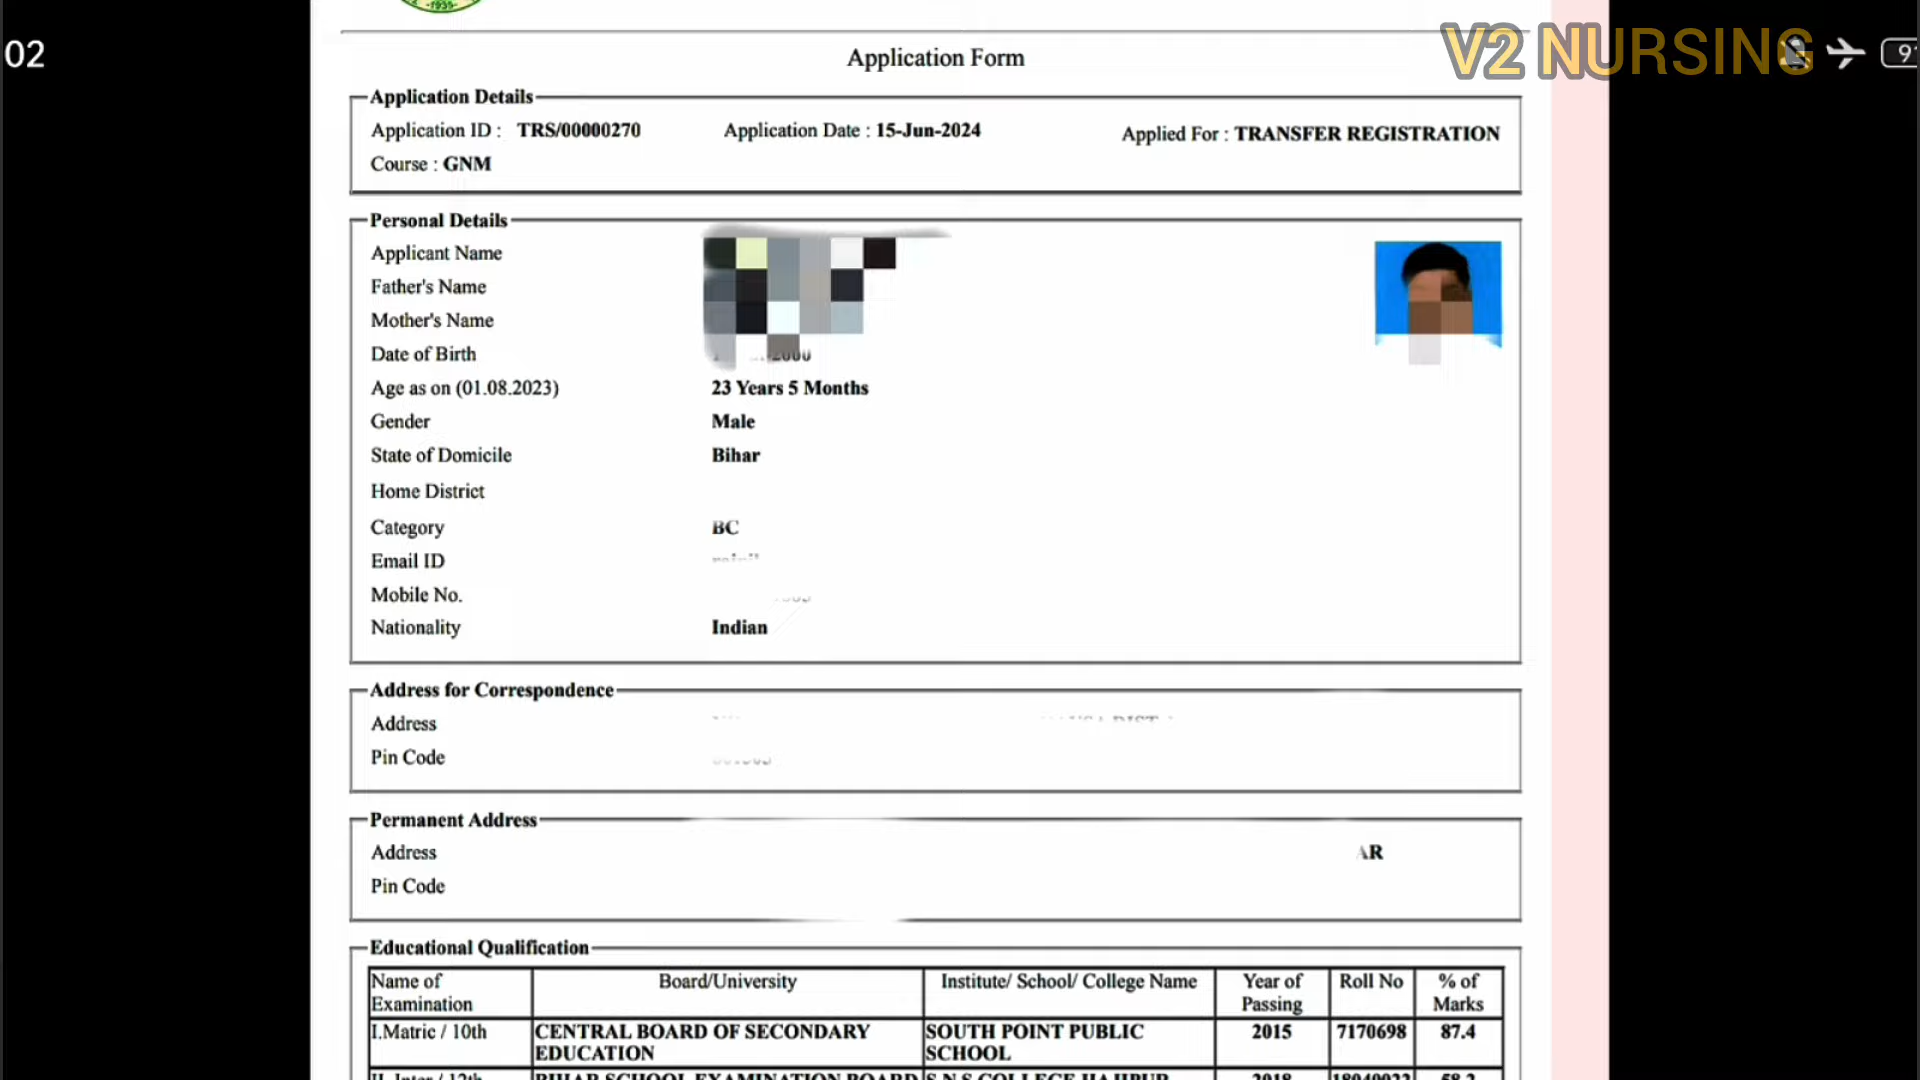 -1935-
02
V2 NURSING
Application Form
Application Details
Application ID : TRS/00000270 Application Date : 15-Jun-2024 Applied For : TRANSFER REGISTRATION
Course : GNM
Personal Details
Applicant Name
Father's Name
Mother's Name
Date of Birth 2000
Age as on (01.08.2023) 23 Years 5 Months
Gender Male
State of Domicile Bihar
Home District
Category BC
Email ID
Mobile No.
Nationality Indian
Address for Correspondence
Address
Pin Code
Permanent Address
Address AR
Pin Code
Educational Qualification
Name of Examination Board/University Institute/ School/ College Name Year of Passing Roll No % of Marks
I.Matric / 10th CENTRAL BOARD OF SECONDARY EDUCATION SOUTH POINT PUBLIC SCHOOL 2015 7170698 87.4
II. Inter / 12th BIHAR SCHOOL EXAMINATION BOARD S N S COLLEGE HAJIPUR 2018